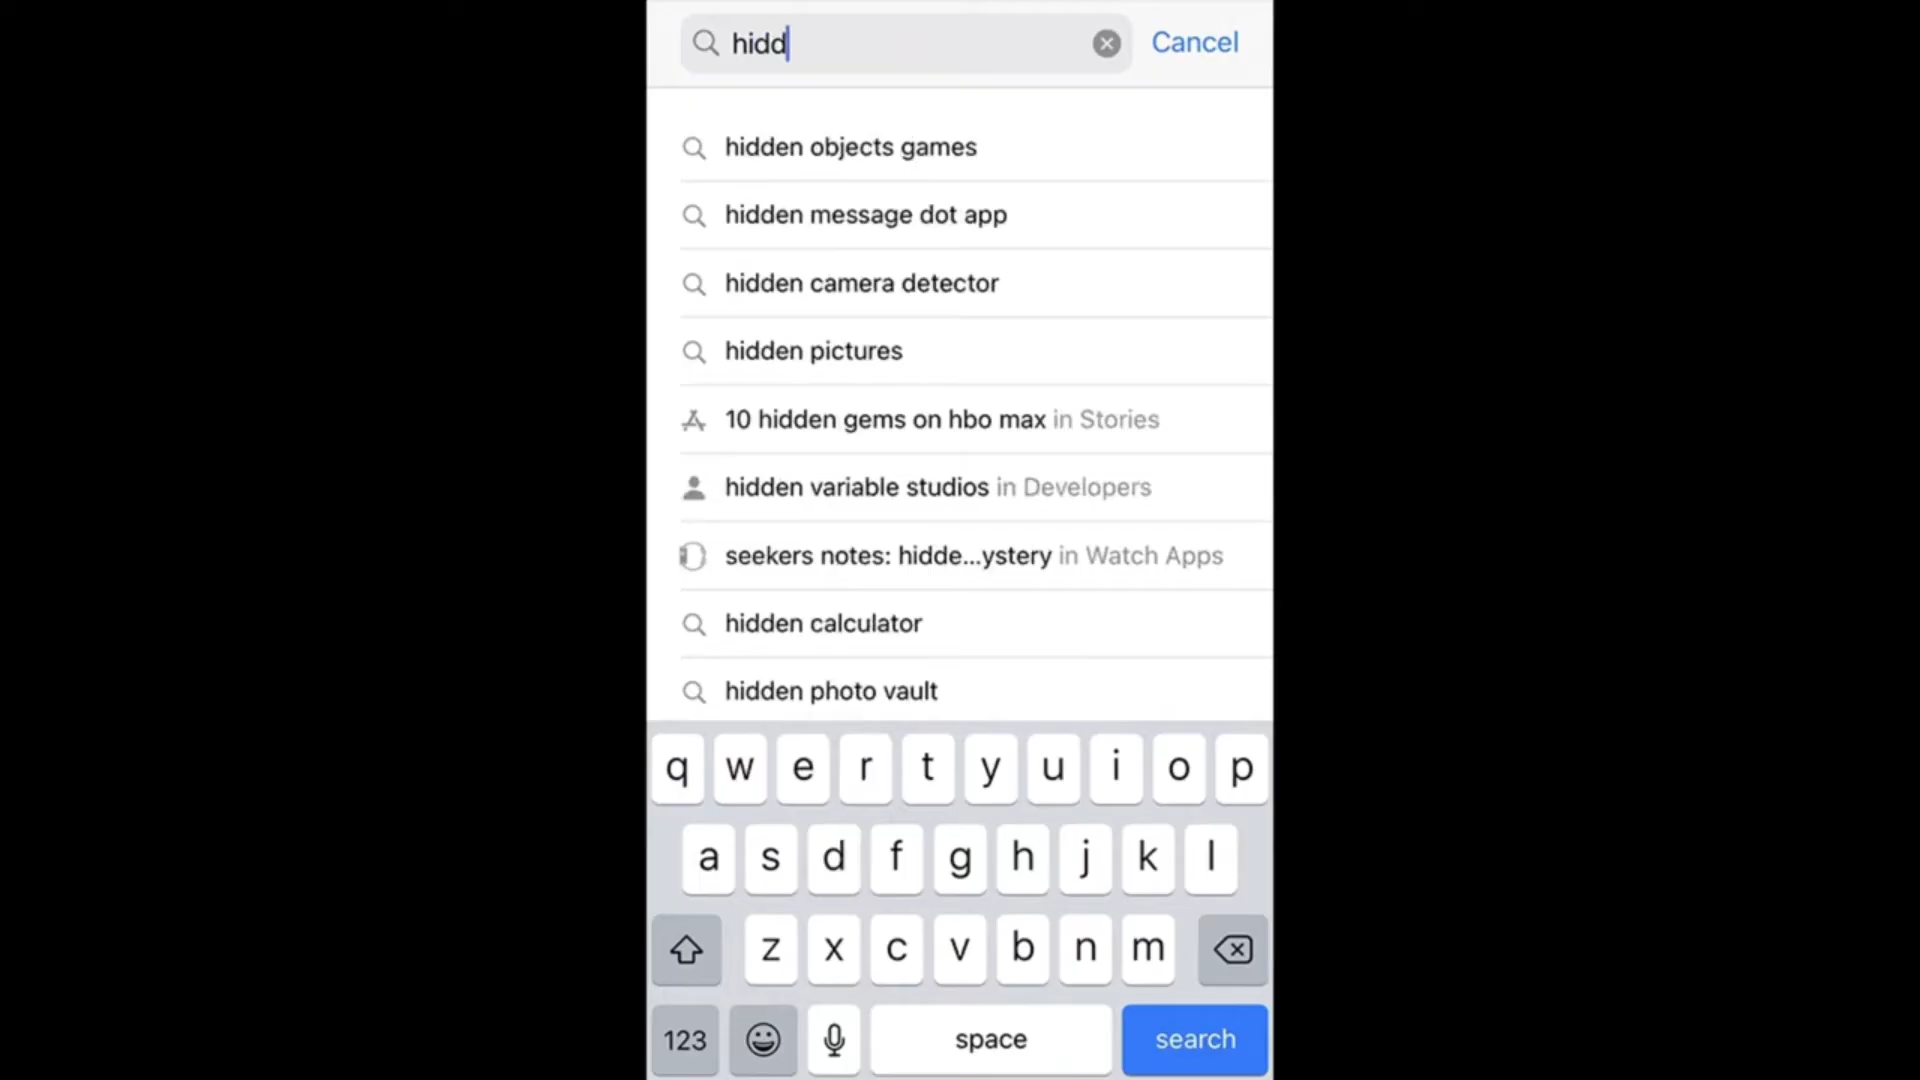 hidd
Cancel
hidden objects games
hidden message dot app
hidden camera detector
hidden pictures
10 hidden gems on hbo max in Stories
hidden variable studios in Developers
seekers notes: hidde...ystery in Watch Apps
hidden calculator
hidden photo vault
q w e r t y u i o p
a s d f g h j k l
z x c v b n m
123 space search